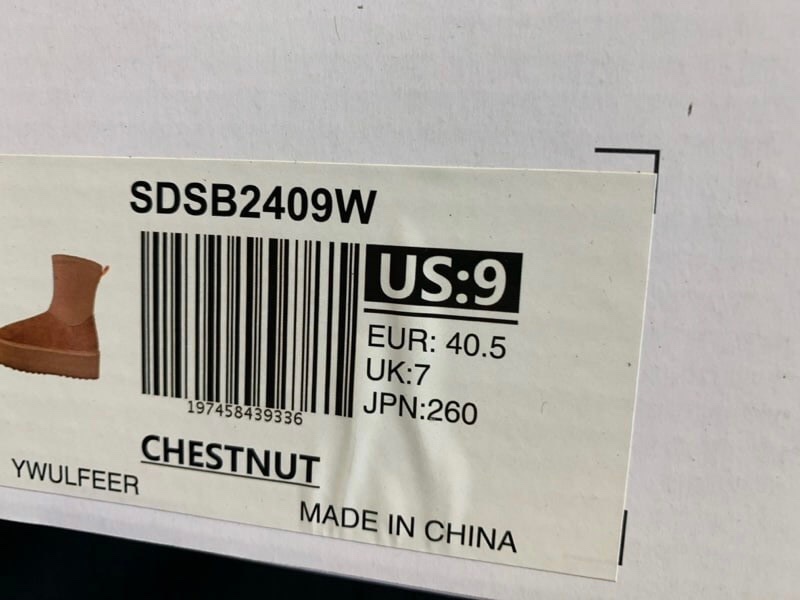 SDSB2409W
US:9
EUR: 40.5
UK:7
JPN:260
197458439336
CHESTNUT
YWULFEER
MADE IN CHINA